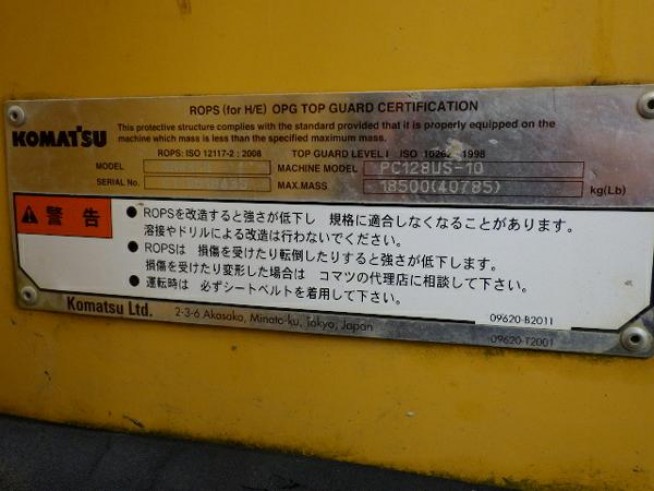 ROPS (for H/E) OPG TOP GUARD CERTIFICATION
KOMATSU
This protective structure complies with the standard provided that it is properly equipped on the
machine which mass is less than the specified maximum mass.
ROPS: ISO 12117-2 : 2008 TOP GUARD LEVEL I ISO 10262 : 1998
MODEL MACHINE MODEL PC128US-10
SERIAL No. MAX.MASS 18500(40785) kg(Lb)
警告
● ROPSを改造すると強さが低下し 規格に適合しなくなることがあります。
溶接やドリルによる改造は行わないでください。
● ROPSは 損傷を受けたり転倒したりすると強さが低下します。
損傷を受けたり変形した場合は コマツの代理店に相談して下さい。
● 運転時は 必ずシートベルトを着用して下さい。
09620-B2011
Komatsu Ltd. 2-3-6 Akasaka, Minato-ku, Tokyo, Japan
09620-T2001